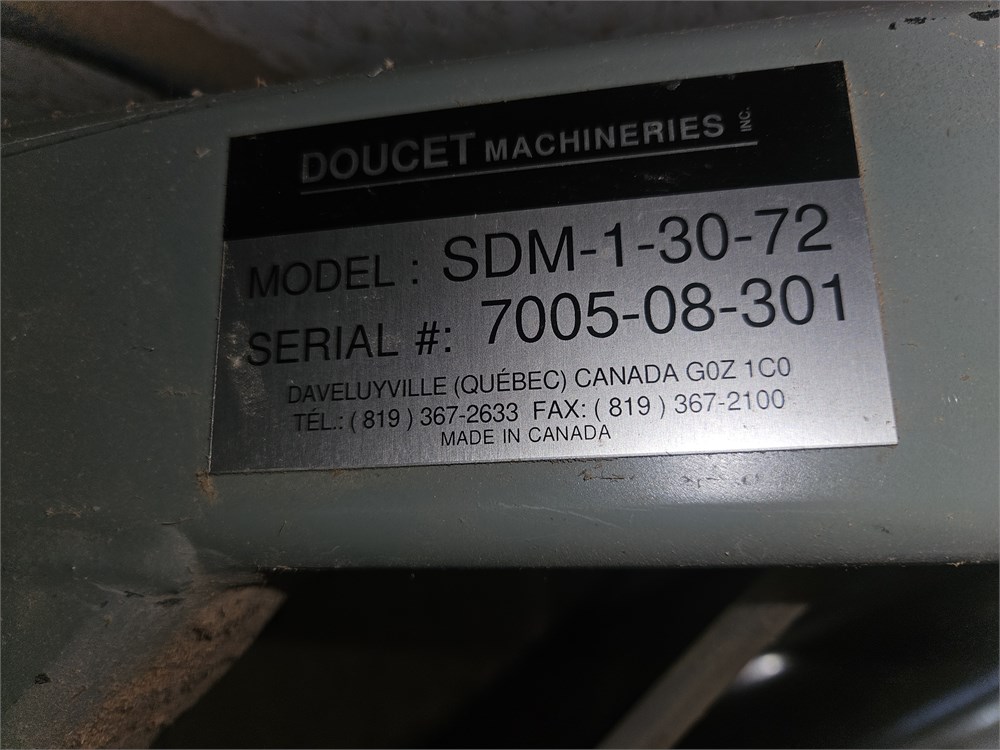 DOUCET MACHINERIES INC.
MODEL : SDM-1-30-72
SERIAL #: 7005-08-301
DAVELUYVILLE (QUÉBEC) CANADA G0Z 1C0
TÉL.: ( 819 ) 367-2633 FAX: ( 819 ) 367-2100
MADE IN CANADA